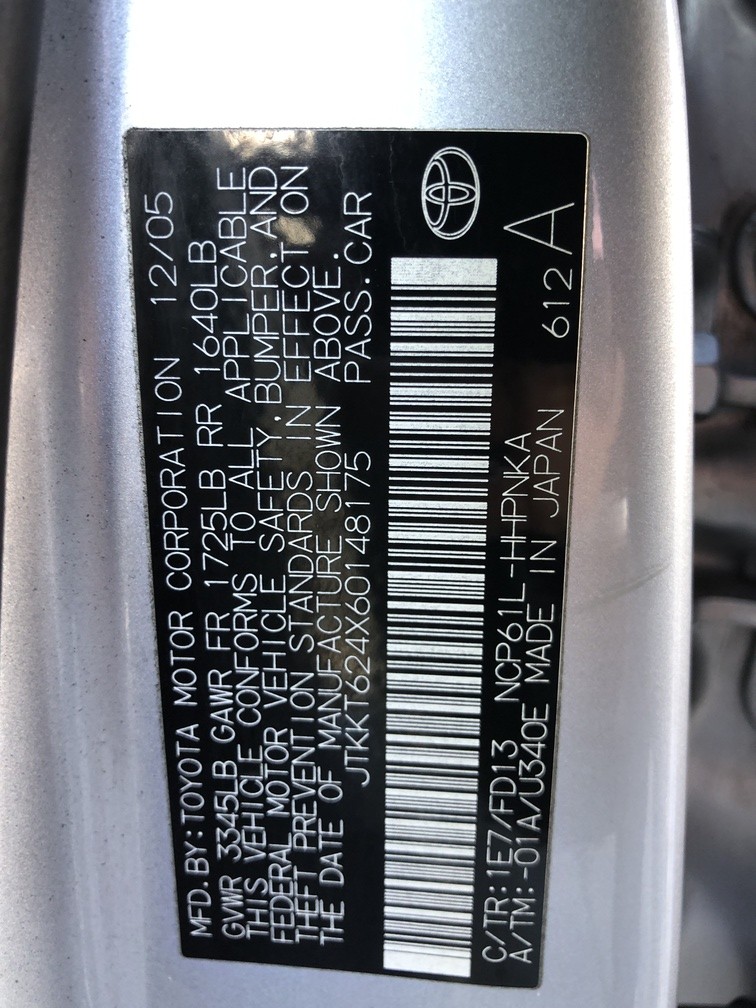 MFD.BY:TOYOTA MOTOR CORPORATION 12/05
GVWR 3345LB GAWR FR 1725LB RR 1640LB
THIS VEHICLE CONFORMS TO ALL APPLICABLE
FEDERAL MOTOR VEHICLE SAFETY,BUMPER,AND
THEFT PREVENTION STANDARDS IN EFFECT ON
THE DATE OF MANUFACTURE SHOWN ABOVE.
JTKKT624X60148175 PASS.CAR
C/TR:1E7/FD13 NCP61L-HHPNKA
A/TM:-01A/U340E MADE IN JAPAN 612 A